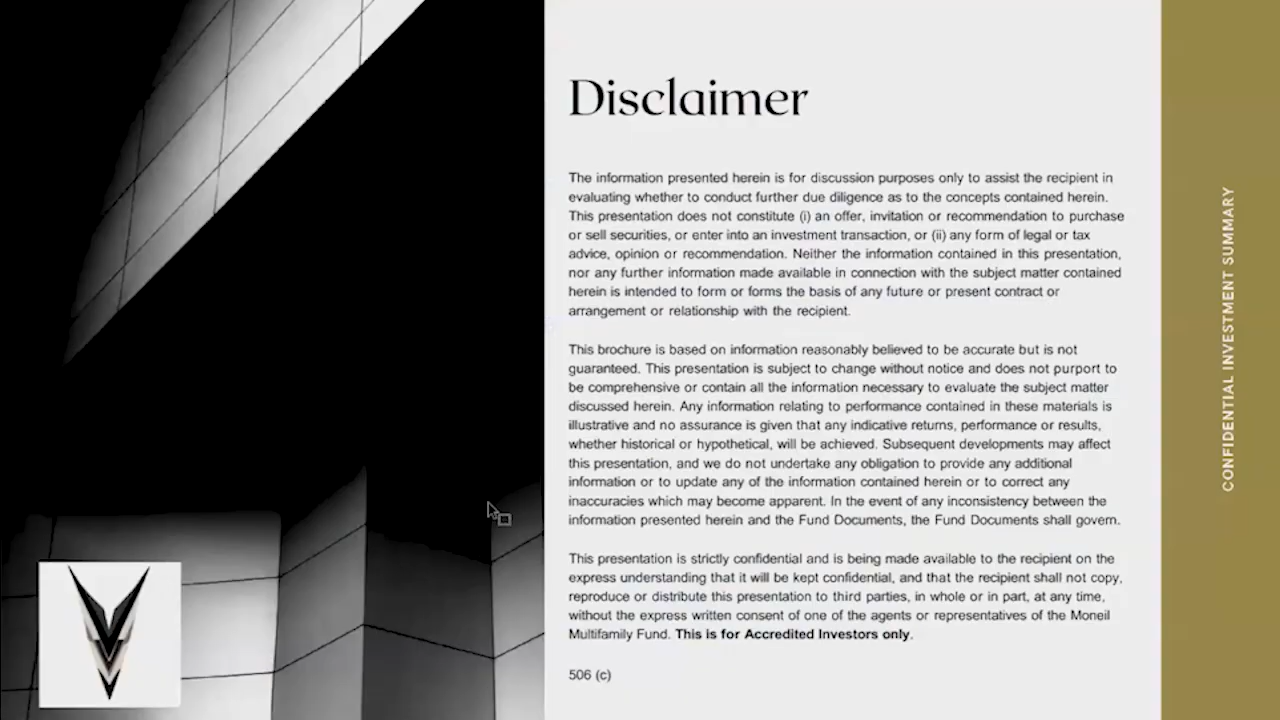 Disclaimer
The information presented herein is for discussion purposes only to assist the recipient in
evaluating whether to conduct further due diligence as to the concepts contained herein.
This presentation does not constitute (i) an offer, invitation or recommendation to purchase
or sell securities, or enter into an investment transaction, or (ii) any form of legal or tax
advice, opinion or recommendation. Neither the information contained in this presentation,
nor any further information made available in connection with the subject matter contained
herein is intended to form or forms the basis of any future or present contract or
arrangement or relationship with the recipient.
This brochure is based on information reasonably believed to be accurate but is not
guaranteed. This presentation is subject to change without notice and does not purport to
be comprehensive or contain all the information necessary to evaluate the subject matter
discussed herein. Any information relating to performance contained in these materials is
illustrative and no assurance is given that any indicative returns, performance or results,
whether historical or hypothetical, will be achieved. Subsequent developments may affect
this presentation, and we do not undertake any obligation to provide any additional
information or to update any of the information contained herein or to correct any
inaccuracies which may become apparent. In the event of any inconsistency between the
information presented herein and the Fund Documents, the Fund Documents shall govern.
This presentation is strictly confidential and is being made available to the recipient on the
express understanding that it will be kept confidential, and that the recipient shall not copy,
reproduce or distribute this presentation to third parties, in whole or in part, at any time,
without the express written consent of one of the agents or representatives of the Moneil
Multifamily Fund. This is for Accredited Investors only.
506 (c)
CONFIDENTIAL INVESTMENT SUMMARY